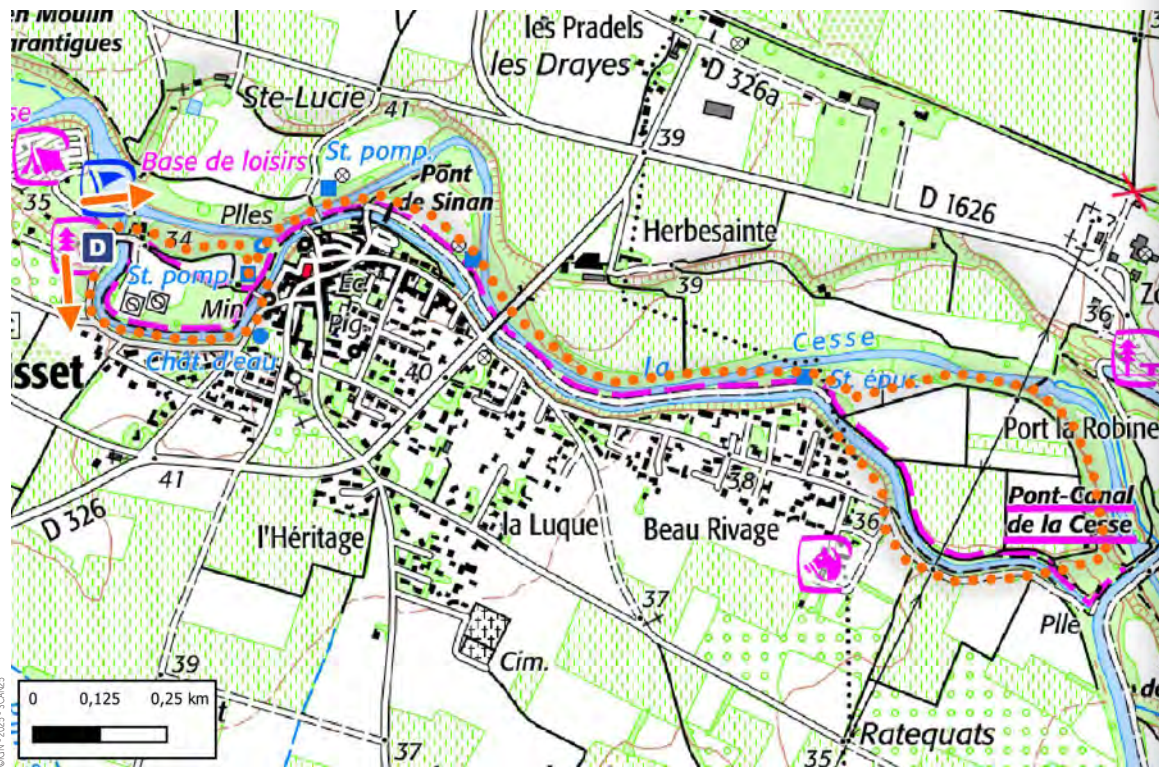 en Moulin
arantigues
les Pradels
les Drayes
D 326a
Ste-Lucie
41
39
se
Base de loisirs
St. pomp.
Pont
de Sinan
35
Plles
D 1626
D
34
Herbesainte
St. pomp.
39
Min
Éc.
Pig.
36
Chât. d'eau
la
Cesse
sset
40
St. épur.
Port la Robine
41
38
Pont-Canal
de la Cesse
D 326
l'Héritage
la Luque
Beau Rivage
36
37
Plle
39
Cim.
0 0,125 0,25 km
37
Ratequats
35